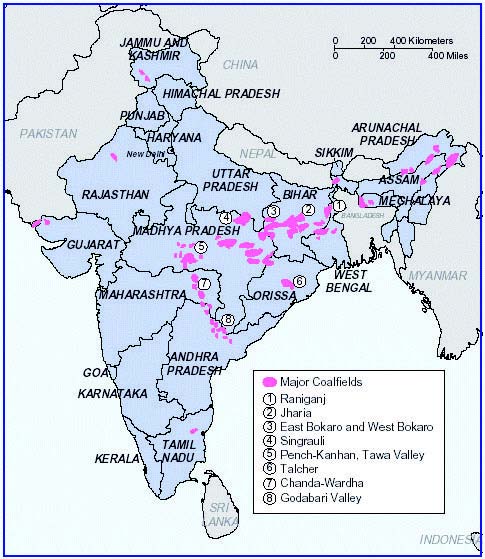 JAMMU AND
KASHMIR
0 200 400 Kilometers
0 200 400 Miles
CHINA
HIMACHAL PRADESH
PUNJAB
PAKISTAN
HARYANA
New Delhi
ARUNACHAL
PRADESH
NEPAL
SIKKIM
UTTAR
PRADESH
RAJASTHAN
BIHAR
ASSAM
MEGHALAYA
1
2
3
4
BANGLADESH
MADHYA PRADESH
GUJARAT
5
MYANMAR
WEST
BENGAL
6
7
MAHARASHTRA
ORISSA
8
ANDHRA
PRADESH
GOA
KARNATAKA
TAMIL
NADU
KERALA
SRI
LANKA
INDONESIA
Major Coalfields
1 Raniganj
2 Jharia
3 East Bokaro and West Bokaro
4 Singrauli
5 Pench-Kanhan, Tawa Valley
6 Talcher
7 Chanda-Wardha
8 Godabari Valley